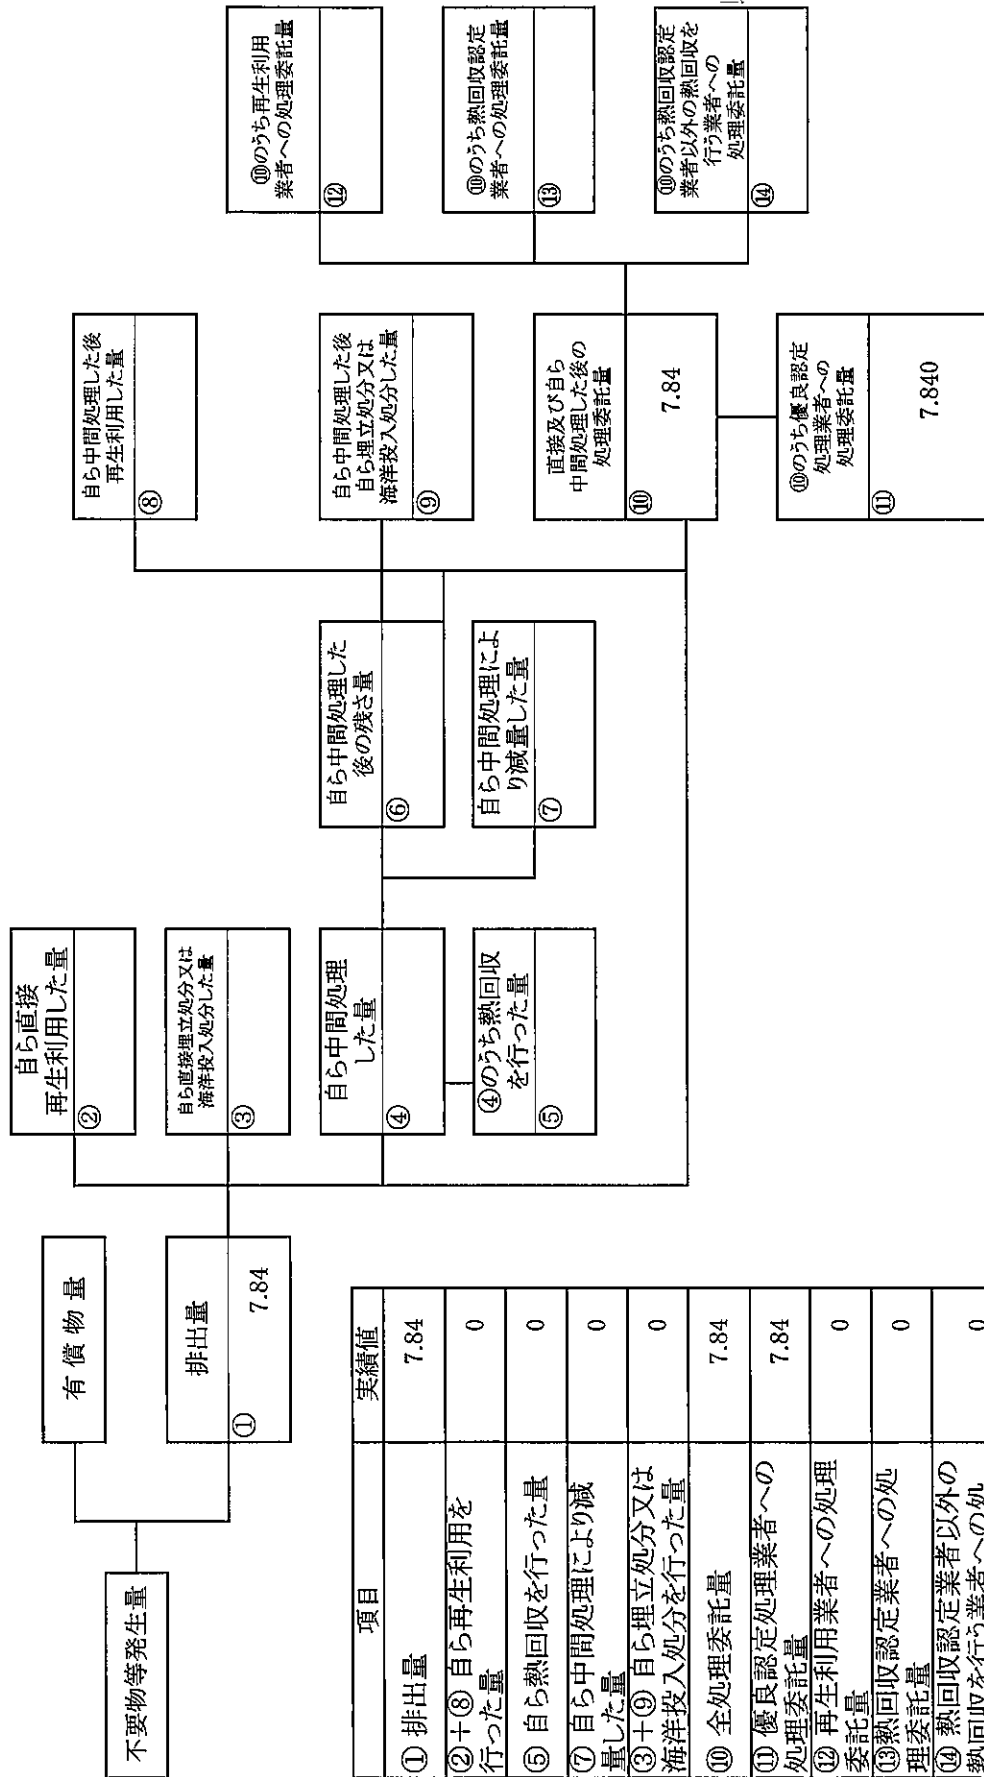 不要物等発生量
有 償 物 量
排出量
①
7.84
自ら直接
再生利用した量
②
自ら直接埋立処分又は
海洋投入処分した量
③
自ら中間処理
した量
④
④のうち熱回収
を行った量
⑤
自ら中間処理した
後の残さ量
⑥
自ら中間処理によ
り減量した量
⑦
自ら中間処理した後
再生利用した量
⑧
自ら中間処理した後
自ら埋立処分又は
海洋投入処分した量
⑨
直接及び自ら
中間処理した後の
処理委託量
⑩
7.84
⑩のうち優良認定
処理業者への
処理委託量
⑪
7.840
⑩のうち再生利用
業者への処理委託量
⑫
⑩のうち熱回収認定
業者への処理委託量
⑬
⑩のうち熱回収認定
業者以外の熱回収を
行う業者への
処理委託量
⑭
項目 実績値
① 排出量 7.84
②+⑧ 自ら再生利用を
行った量 0
⑤ 自ら熱回収を行った量 0
⑦ 自ら中間処理により減
量した量 0
③+⑨ 自ら埋立処分又は
海洋投入処分を行った量 0
⑩ 全処理委託量 7.84
⑪ 優良認定処理業者への
処理委託量 7.84
⑫ 再生利用業者への処理
委託量 0
⑬熱回収認定業者への処
理委託量 0
⑭ 熱回収認定業者以外の
熱回収を行う業者への処 0